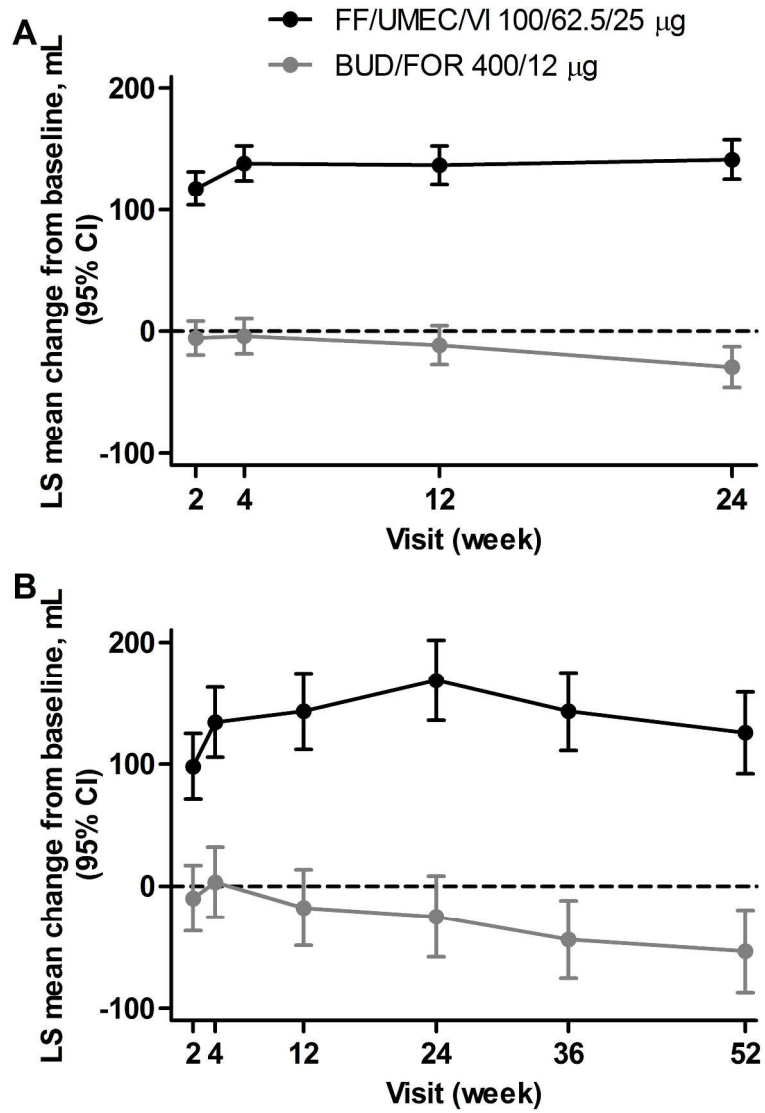 A
FF/UMEC/VI 100/62.5/25 µg
BUD/FOR 400/12 µg
LS mean change from baseline, mL
(95% CI)
200
100
0
-100
2 4 12 24
Visit (week)
B
LS mean change from baseline, mL
(95% CI)
200
100
0
-100
2 4 12 24 36 52
Visit (week)